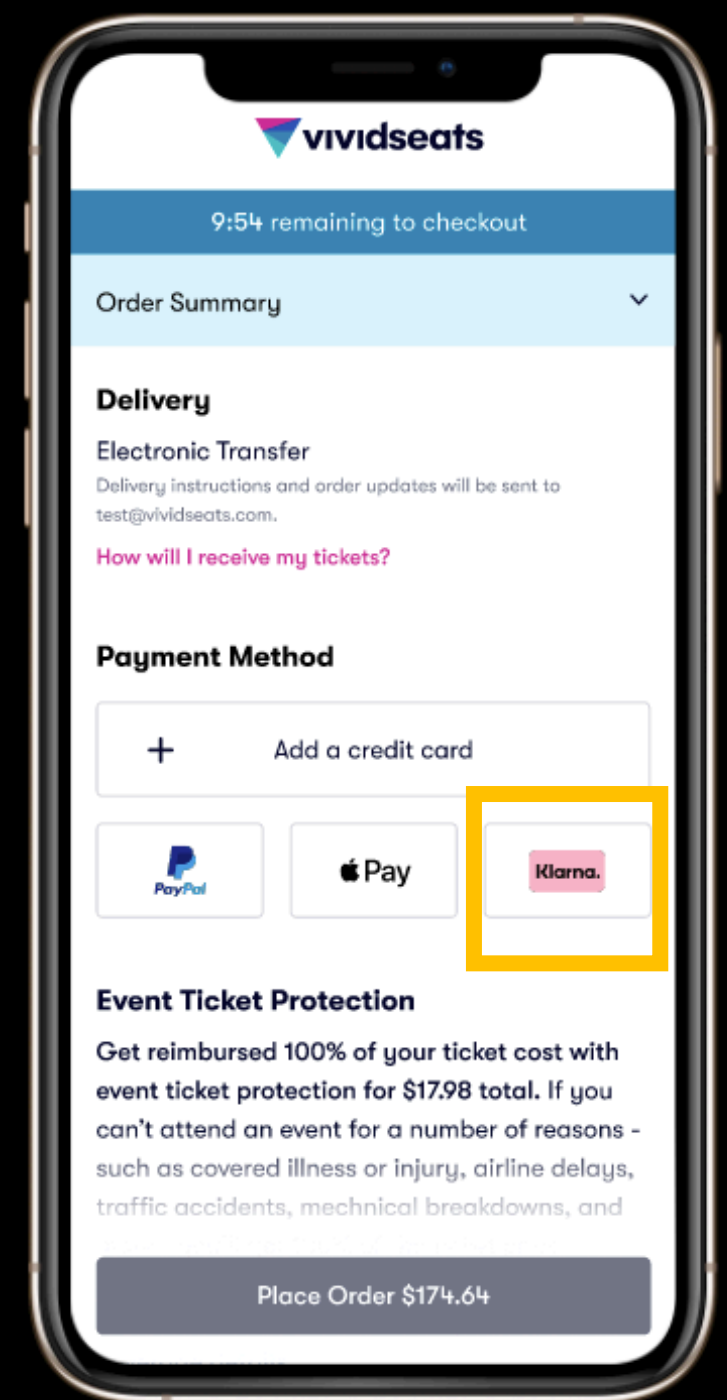 vividseats
9:54 remaining to checkout
Order Summary
Delivery
Electronic Transfer
Delivery instructions and order updates will be sent to
test@vividseats.com.
How will I receive my tickets?
Payment Method
+ Add a credit card
PayPal
Pay
Klarna.
Event Ticket Protection
Get reimbursed 100% of your ticket cost with
event ticket protection for $17.98 total. If you
can't attend an event for a number of reasons -
such as covered illness or injury, airline delays,
traffic accidents, mechnical breakdowns, and
Place Order $174.64